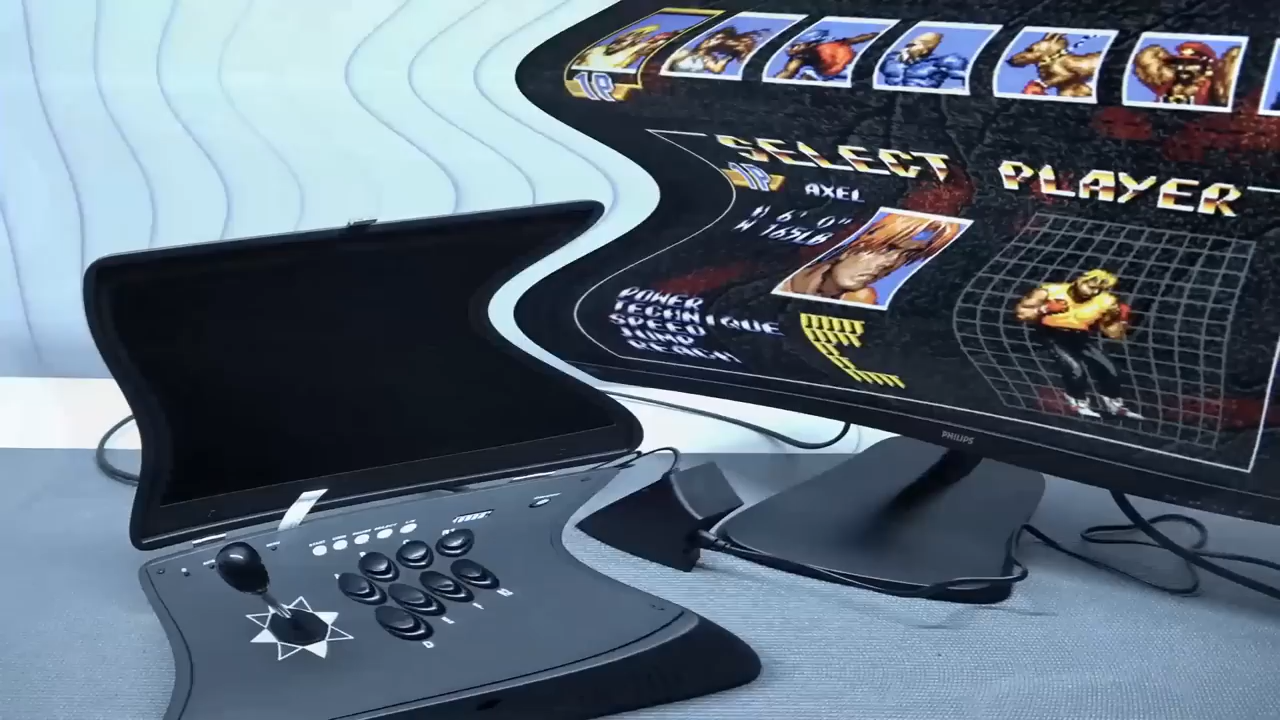 1P
SELECT PLAYER
1P
AXEL
H 6' 0"
W 165LB
POWER
TECHNIQUE
SPEED
JUMP
REACH
PHILIPS